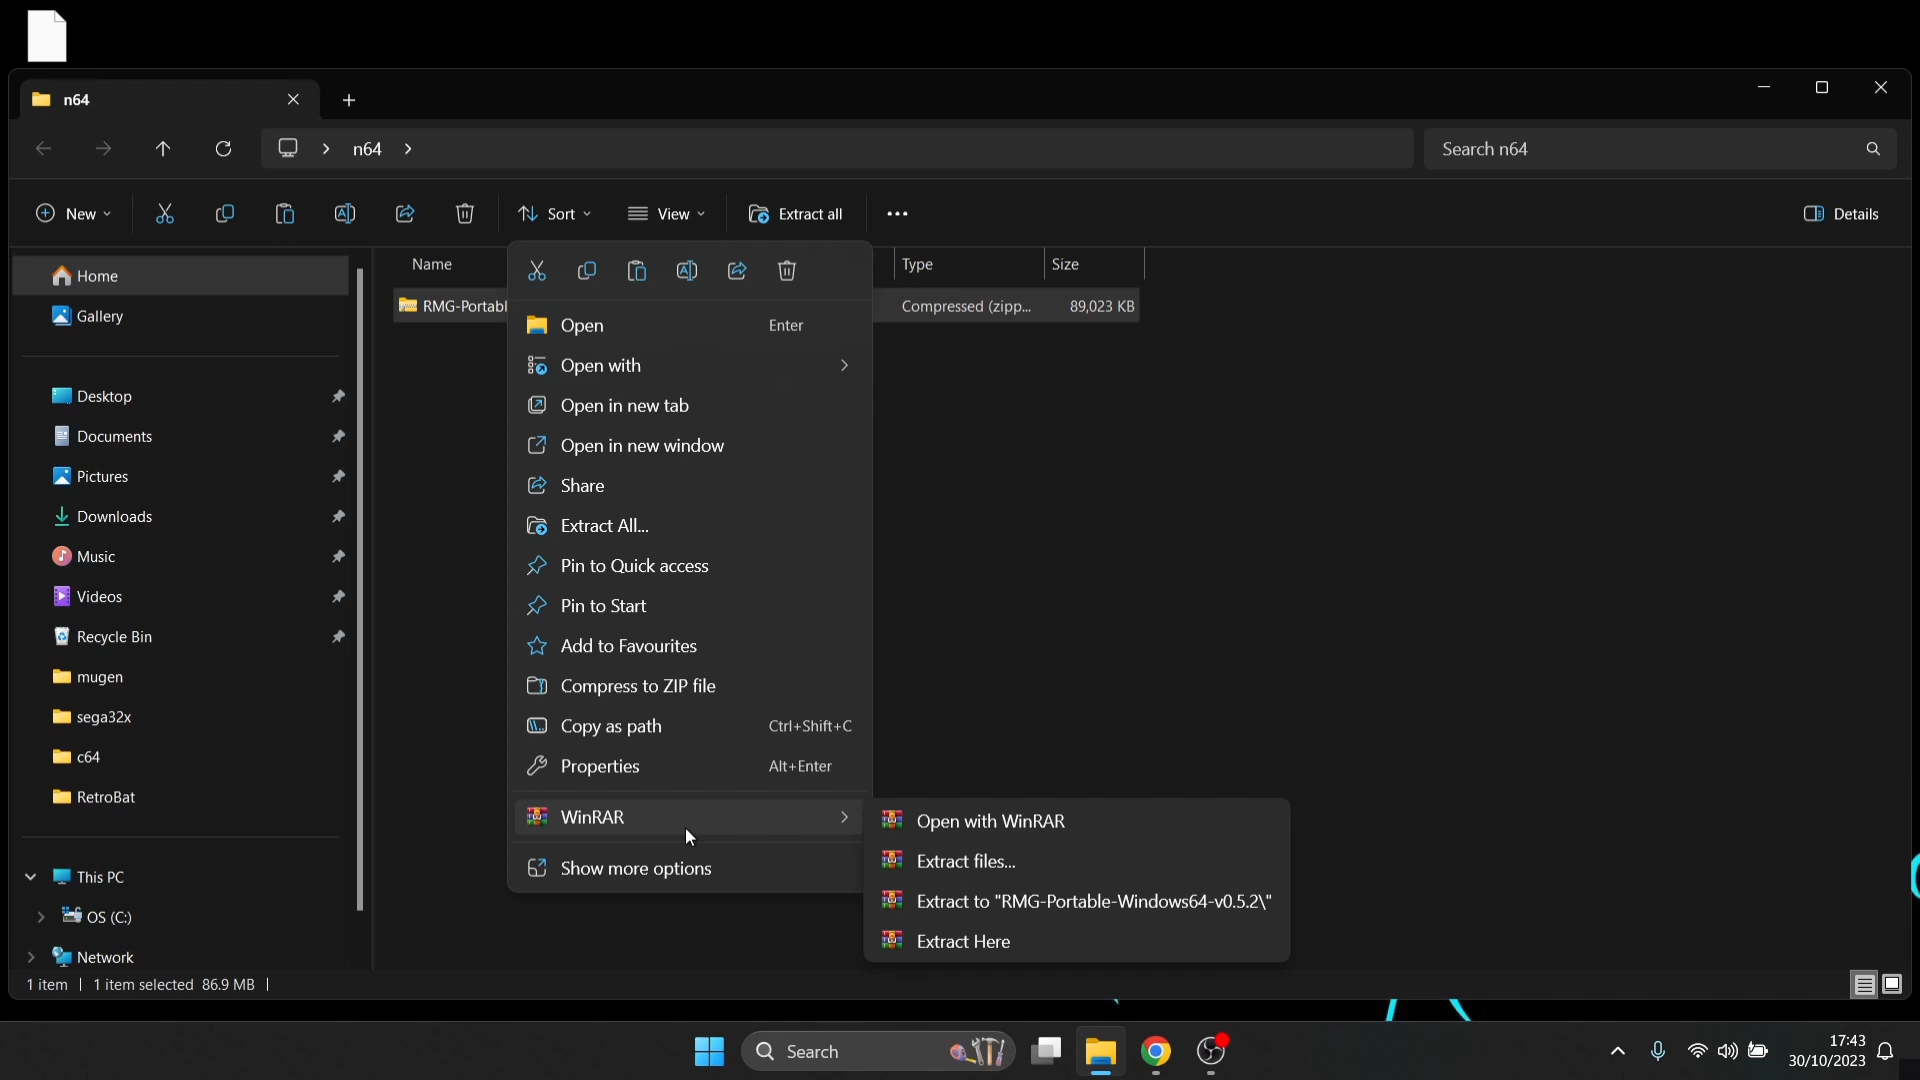 n64
n64
Search n64
New
Sort
View
Extract all
Details
Home
Gallery
Desktop
Documents
Pictures
Downloads
Music
Videos
Recycle Bin
mugen
sega32x
c64
RetroBat
This PC
OS (C:)
Network
Name
Type
Size
RMG-Portabl
Compressed (zipp...
89,023 KB
Open Enter
Open with
Open in new tab
Open in new window
Share
Extract All...
Pin to Quick access
Pin to Start
Add to Favourites
Compress to ZIP file
Copy as path Ctrl+Shift+C
Properties Alt+Enter
WinRAR
Show more options
Open with WinRAR
Extract files...
Extract to "RMG-Portable-Windows64-v0.5.2\"
Extract Here
1 item | 1 item selected 86.9 MB |
Search
17:43
30/10/2023